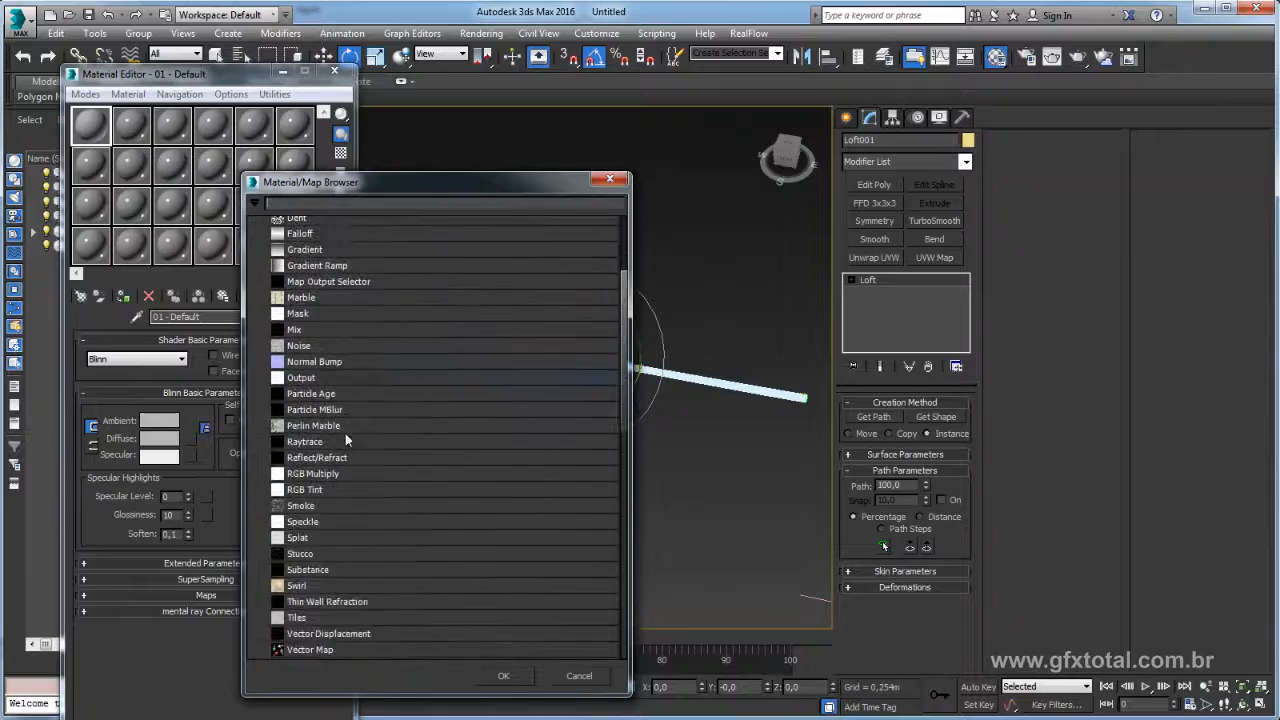 MAX
Workspace: Default
Autodesk 3ds Max 2016 Untitled
Type a keyword or phrase
Sign In
Edit Tools Group Views Create Modifiers Animation Graph Editors Rendering Civil View Customize Scripting Help RealFlow
All
View
Create Selection Se
Material Editor - 01 - Default
Modes Material Navigation Options Utilities
Polygon M
Select
Name (S
Material/Map Browser
Dent
Falloff
Gradient
Gradient Ramp
Map Output Selector
Marble
Mask
Mix
Noise
Normal Bump
Output
Particle Age
Particle MBlur
Perlin Marble
Raytrace
Reflect/Refract
RGB Multiply
RGB Tint
Smoke
Speckle
Splat
Stucco
Substance
Swirl
Thin Wall Refraction
Tiles
Vector Displacement
Vector Map
OK Cancel
01 - Default
Shader Basic Parame
Blinn
Wire
Face
Blinn Basic Parameta
Ambient:
Diffuse:
Specular:
Specular Highlights
Specular Level: 0
Glossiness: 10
Soften: 0,1
Extended Parame
SuperSampling
Maps
mental ray Connecti
Loft001
Modifier List
Edit Poly Edit Spline
FFD 3x3x3 Extrude
Symmetry TurboSmooth
Smooth Bend
Unwrap UVW UVW Map
Loft
Creation Method
Get Path Get Shape
Move Copy Instance
Surface Parameters
Path Parameters
Path: 100,0
Snap: 10,0 On
Percentage Distance
Path Steps
Skin Parameters
Deformations
80 90 100
www.gfxtotal.com.br
X: 0,0 Y: -0,0 Z: 0,0 Grid = 0,254m
Auto Key Selected
Welcome t
Add Time Tag
Set Key Key Filters...
0